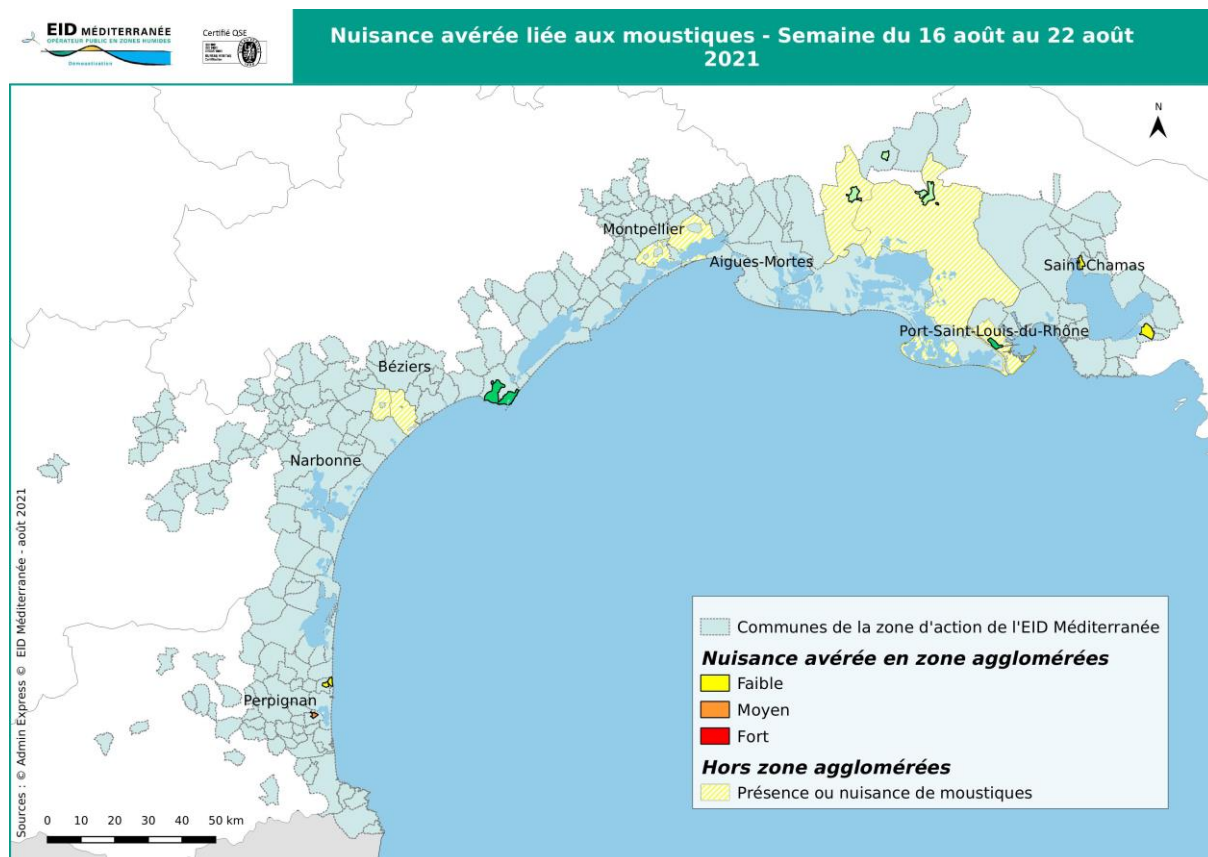 EID MÉDITERRANÉE
OPÉRATEUR PUBLIC EN ZONES HUMIDES
Démoustication
Certifié QSE
Nuisance avérée liée aux moustiques - Semaine du 16 août au 22 août
2021
N
Montpellier
Aigues-Mortes
Saint-Chamas
Port-Saint-Louis-du-Rhône
Béziers
Narbonne
Perpignan
Communes de la zone d'action de l'EID Méditerranée
Nuisance avérée en zone agglomérées
Faible
Moyen
Fort
Hors zone agglomérées
Présence ou nuisance de moustiques
0 10 20 30 40 50 km
Sources : © Admin Express © EID Méditerranée - août 2021